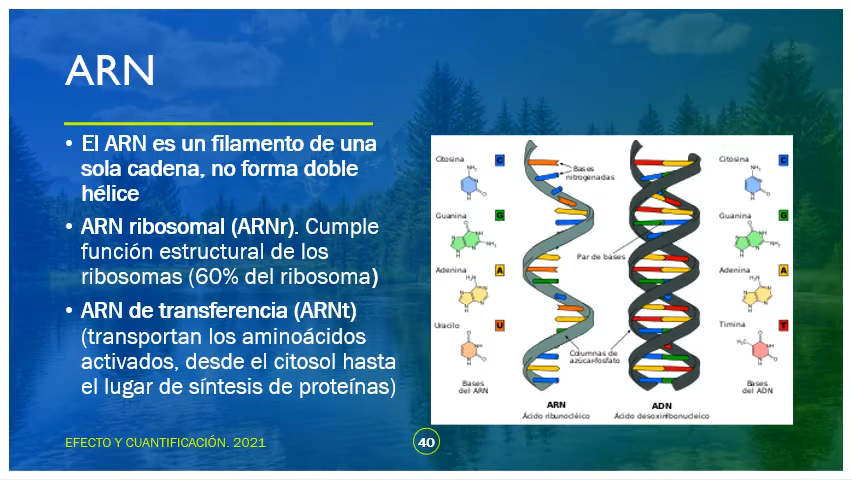 ARN
• El ARN es un filamento de una
sola cadena, no forma doble
hélice
• ARN ribosomal (ARNr). Cumple
función estructural de los
ribosomas (60% del ribosoma)
• ARN de transferencia (ARNt)
(transportan los aminoácidos
activados, desde el citosol hasta
el lugar de síntesis de proteínas)
Citosina C
Guanina G
Adenina A
Uracilo U
Bases
del ARN
Bases
nitrogenadas
Par de bases
Columnas de
azúcar-fosfato
ARN
Ácido ribunocléico
ADN
Ácido desoxirribonucleico
Citosina C
Guanina G
Adenina A
Timina T
Bases
del ADN
EFECTO Y CUANTIFICACIÓN. 2021
40